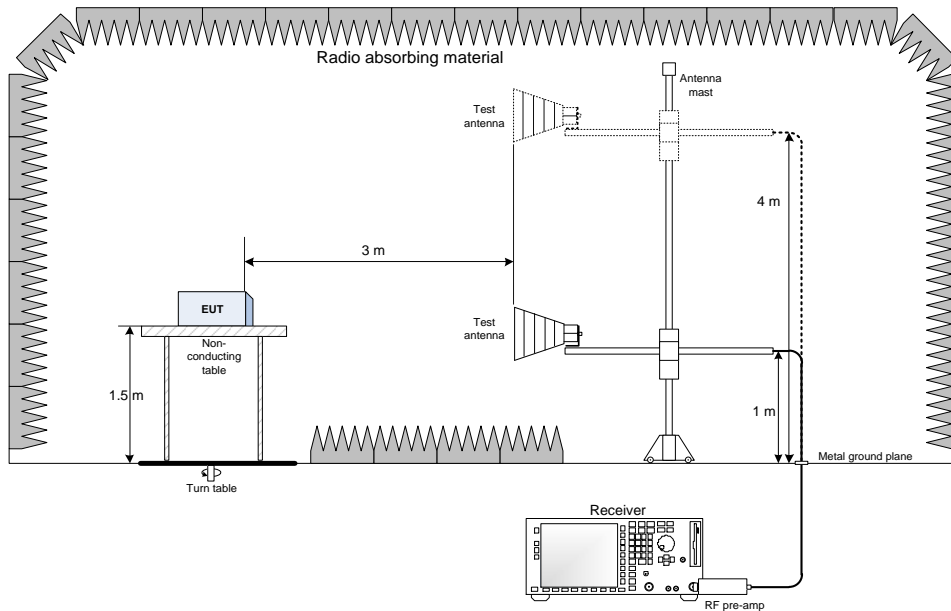 Radio absorbing material
Antenna
mast
Test
antenna
4 m
3 m
EUT
Test
antenna
Non-
conducting
table
1.5 m
1 m
Metal ground plane
Turn table
Receiver
RF pre-amp